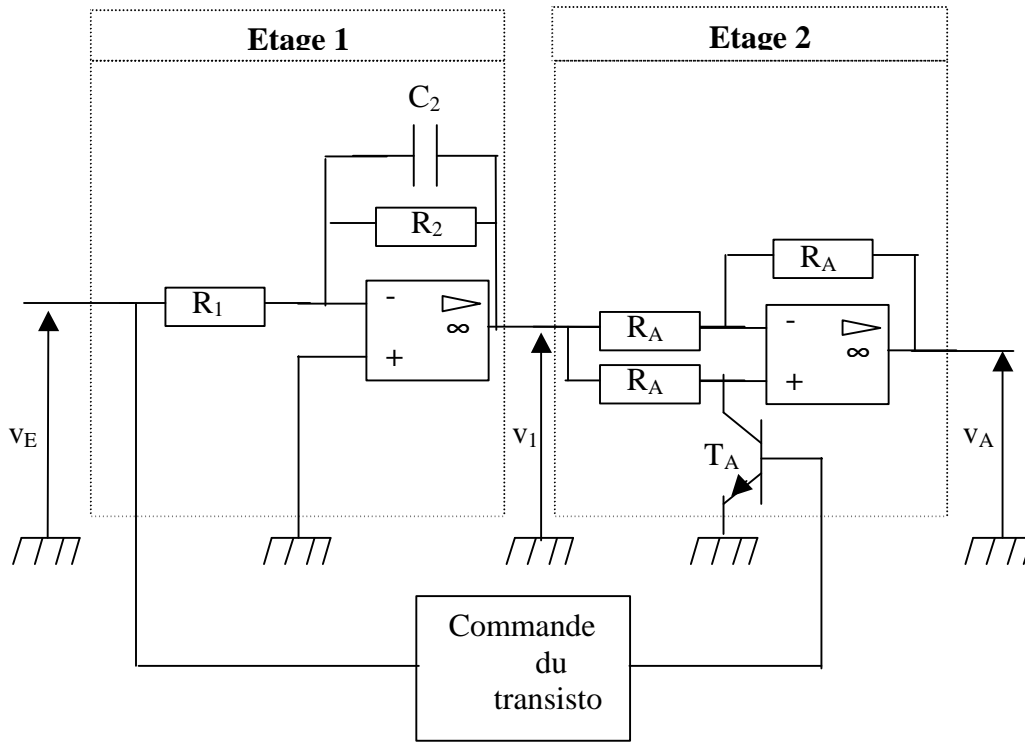 Etage 1
Etage 2
C2
R2
RA
R1
-
∞
+
RA
-
∞
RA
+
vE
v1
TA
vA
Commande
du
transisto